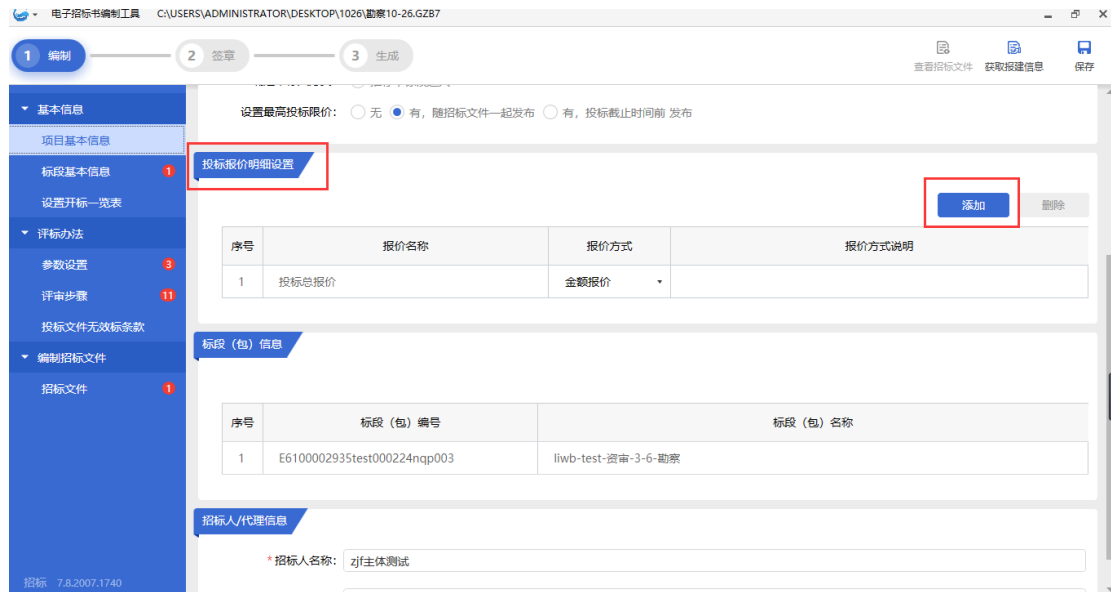 电子招标书编制工具 C:\USERS\ADMINISTRATOR\DESKTOP\1026\勘察10-26.GZB7
1 编制 2 签章 3 生成
查看招标文件 获取报建信息 保存
基本信息
项目基本信息
标段基本信息 1
设置开标一览表
评标办法
参数设置 3
评审步骤 11
投标文件无效标条款
编制招标文件
招标文件 1
招标 7.8.2007.1740
设置最高投标限价： 无 有，随招标文件一起发布 有，投标截止时间前 发布
投标报价明细设置
添加 删除
序号 报价名称 报价方式 报价方式说明
1 投标总报价 金额报价
标段（包）信息
序号 标段（包）编号 标段（包）名称
1 E6100002935test000224nqp003 liwb-test-资审-3-6-勘察
招标人/代理信息
*招标人名称： zjf主体测试